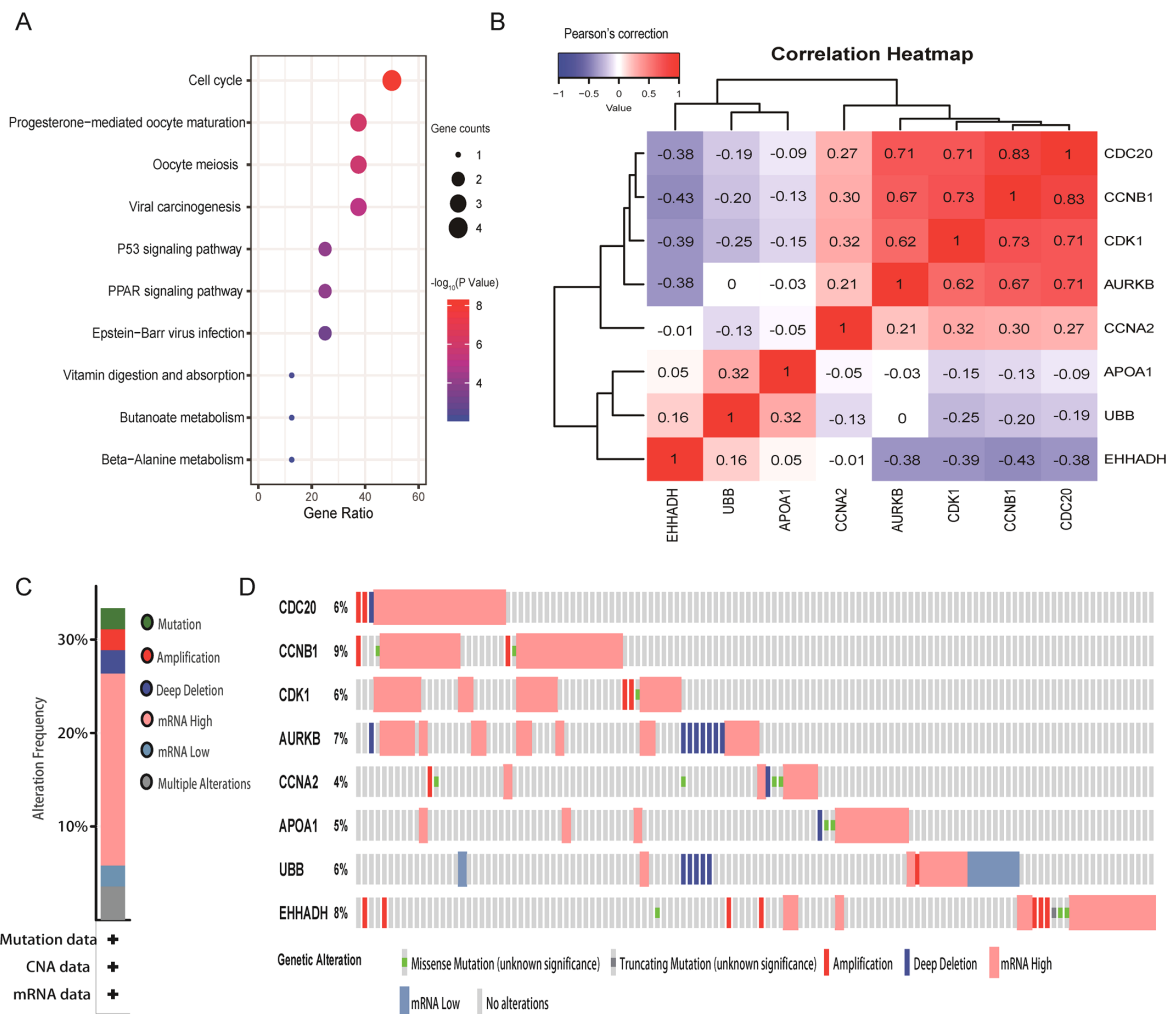 A
Cell cycle
Progesterone−mediated oocyte maturation
Oocyte meiosis
Viral carcinogenesis
P53 signaling pathway
PPAR signaling pathway
Epstein−Barr virus infection
Vitamin digestion and absorption
Butanoate metabolism
Beta−Alanine metabolism
0 20 40 60
Gene Ratio
Gene counts
1
2
3
4
-log10(P Value)
8
6
4
B
Pearson's correction
−1 −0.5 0 0.5 1
Value
Correlation Heatmap
-0.38 -0.19 -0.09 0.27 0.71 0.71 0.83 1 CDC20
-0.43 -0.20 -0.13 0.30 0.67 0.73 1 0.83 CCNB1
-0.39 -0.25 -0.15 0.32 0.62 1 0.73 0.71 CDK1
-0.38 0 -0.03 0.21 1 0.62 0.67 0.71 AURKB
-0.01 -0.13 -0.05 1 0.21 0.32 0.30 0.27 CCNA2
0.05 0.32 1 -0.05 -0.03 -0.15 -0.13 -0.09 APOA1
0.16 1 0.32 -0.13 0 -0.25 -0.20 -0.19 UBB
1 0.16 0.05 -0.01 -0.38 -0.39 -0.43 -0.38 EHHADH
EHHADH UBB APOA1 CCNA2 AURKB CDK1 CCNB1 CDC20
C
Alteration Frequency
30%
20%
10%
Mutation
Amplification
Deep Deletion
mRNA High
mRNA Low
Multiple Alterations
Mutation data +
CNA data +
mRNA data +
D
CDC20 6%
CCNB1 9%
CDK1 6%
AURKB 7%
CCNA2 4%
APOA1 5%
UBB 6%
EHHADH 8%
Genetic Alteration Missense Mutation (unknown significance) Truncating Mutation (unknown significance) Amplification Deep Deletion mRNA High
mRNA Low No alterations